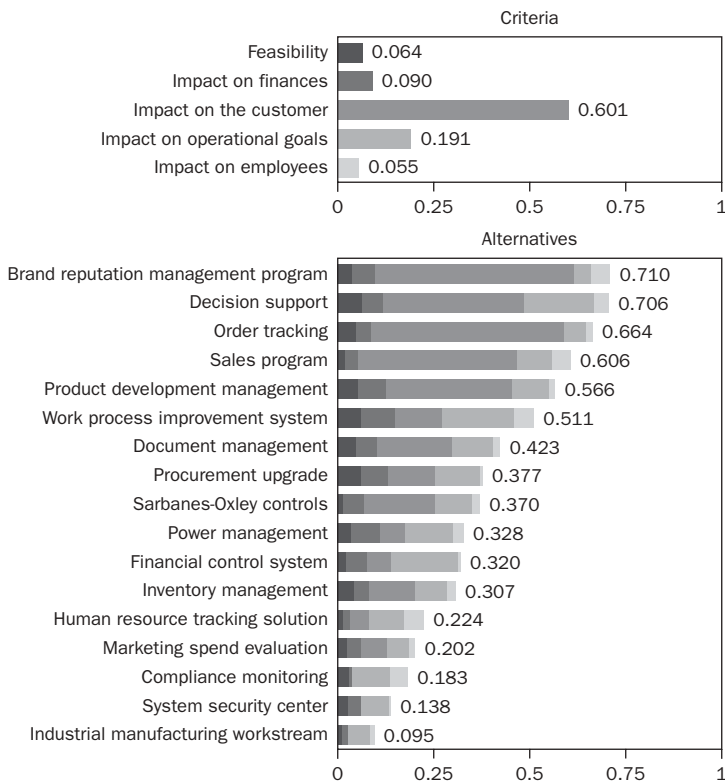 Criteria
Feasibility 0.064
Impact on finances 0.090
Impact on the customer 0.601
Impact on operational goals 0.191
Impact on employees 0.055
0 0.25 0.5 0.75 1
Alternatives
Brand reputation management program 0.710
Decision support 0.706
Order tracking 0.664
Sales program 0.606
Product development management 0.566
Work process improvement system 0.511
Document management 0.423
Procurement upgrade 0.377
Sarbanes-Oxley controls 0.370
Power management 0.328
Financial control system 0.320
Inventory management 0.307
Human resource tracking solution 0.224
Marketing spend evaluation 0.202
Compliance monitoring 0.183
System security center 0.138
Industrial manufacturing workstream 0.095
0 0.25 0.5 0.75 1